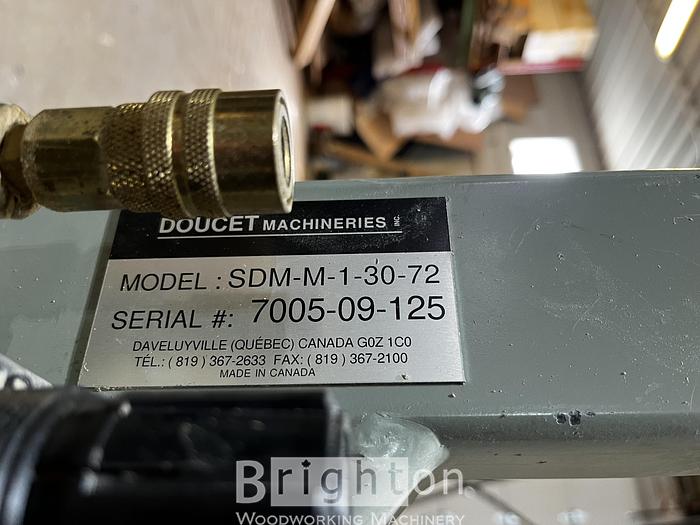 DOUCET MACHINERIES INC.
MODEL : SDM-M-1-30-72
SERIAL #: 7005-09-125
DAVELUYVILLE (QUÉBEC) CANADA G0Z 1C0
TÉL.: ( 819 ) 367-2633 FAX: ( 819 ) 367-2100
MADE IN CANADA
Brighton
WOODWORKING MACHINERY